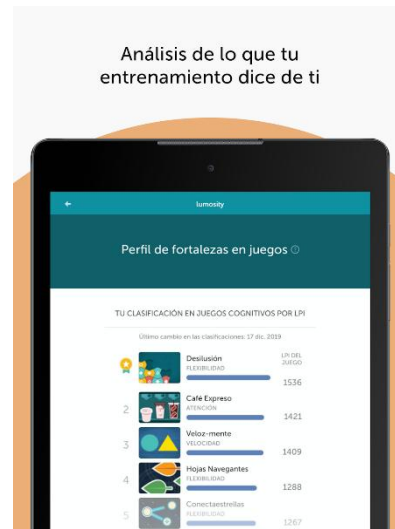 Análisis de lo que tu
entrenamiento dice de ti
lumosity
Perfil de fortalezas en juegos
TU CLASIFICACIÓN EN JUEGOS COGNITIVOS POR LPI
Último cambio en las clasificaciones: 17 dic. 2019
LPI DEL
JUEGO
Desilusión
FLEXIBILIDAD
1536
2
Café Expreso
ATENCIÓN
1421
3
Veloz-mente
VELOCIDAD
1409
4
Hojas Navegantes
FLEXIBILIDAD
1288
5
Conectaestrellas
FLEXIBILIDAD
1267